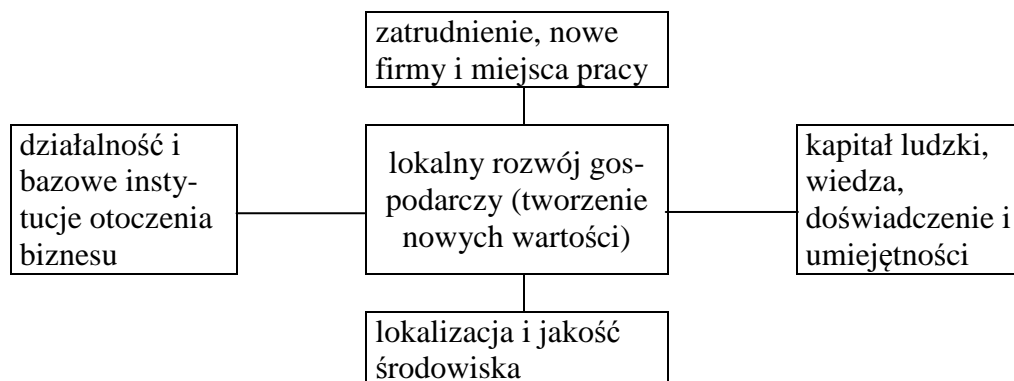 zatrudnienie, nowe
firmy i miejsca pracy
działalność i
bazowe insty-
tucje otoczenia
biznesu
lokalny rozwój gos-
podarczy (tworzenie
nowych wartości)
kapitał ludzki,
wiedza,
doświadczenie i
umiejętności
lokalizacja i jakość
środowiska